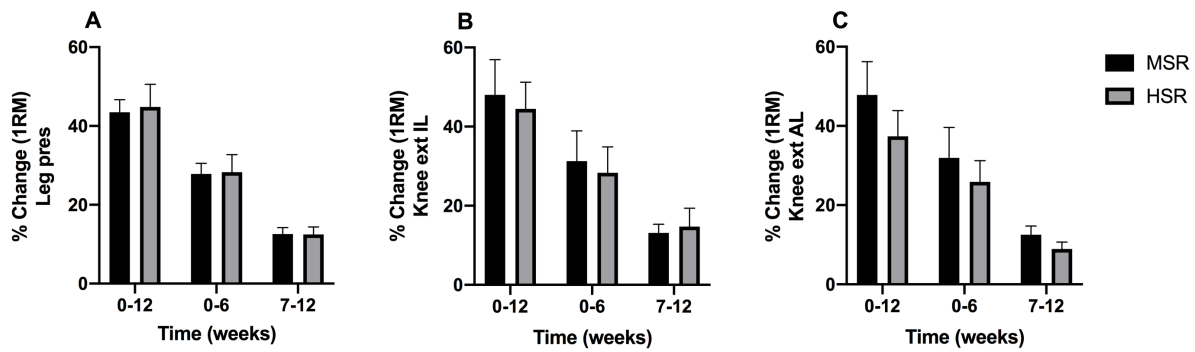 A
% Change (1RM)
Leg pres
60
40
20
0
0-12
0-6
7-12
Time (weeks)
B
% Change (1RM)
Knee ext IL
60
40
20
0
0-12
0-6
7-12
Time (weeks)
C
% Change (1RM)
Knee ext AL
60
40
20
0
0-12
0-6
7-12
Time (weeks)
MSR
HSR